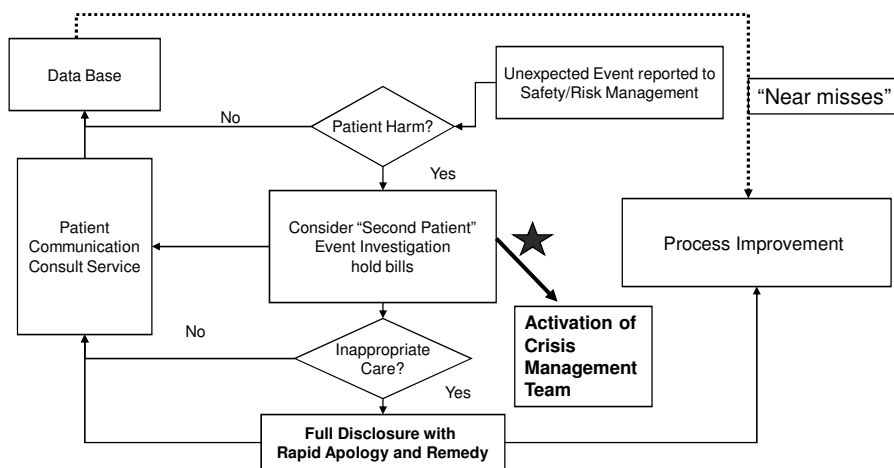 Data Base
Unexpected Event reported to
Safety/Risk Management
“Near misses”
No
Patient Harm?
Yes
Patient
Communication
Consult Service
Consider “Second Patient”
Event Investigation
hold bills
Process Improvement
Activation of
Crisis
Management
Team
No
Inappropriate
Care?
Yes
Full Disclosure with
Rapid Apology and Remedy